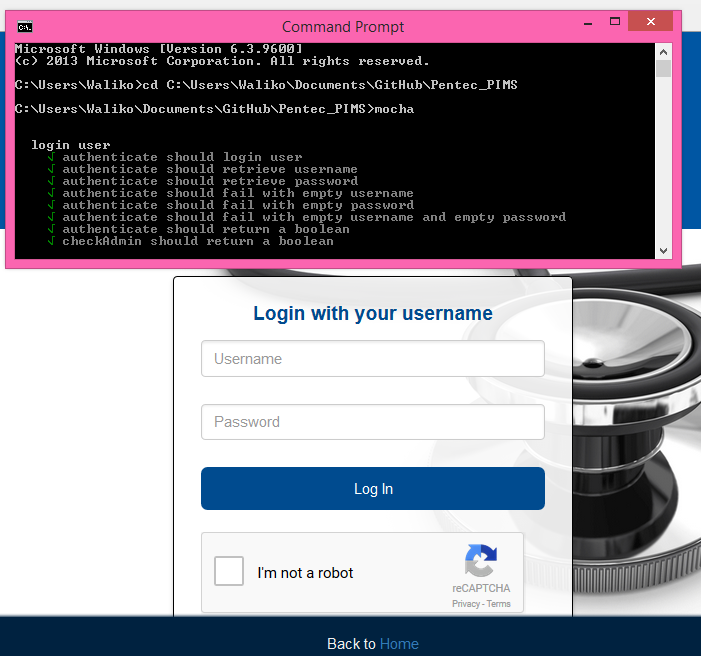 Command Prompt
Microsoft Windows [Version 6.3.9600]
(c) 2013 Microsoft Corporation. All rights reserved.
C:\Users\Waliko>cd C:\Users\Waliko\Documents\GitHub\Pentec_PIMS
C:\Users\Waliko\Documents\GitHub\Pentec_PIMS>mocha
login user
√ authenticate should login user
√ authenticate should retrieve username
√ authenticate should retrieve password
√ authenticate should fail with empty username
√ authenticate should fail with empty password
√ authenticate should fail with empty username and empty password
√ authenticate should return a boolean
√ checkAdmin should return a boolean
Login with your username
Username
Password
Log In
I'm not a robot
reCAPTCHA
Privacy - Terms
Back to Home